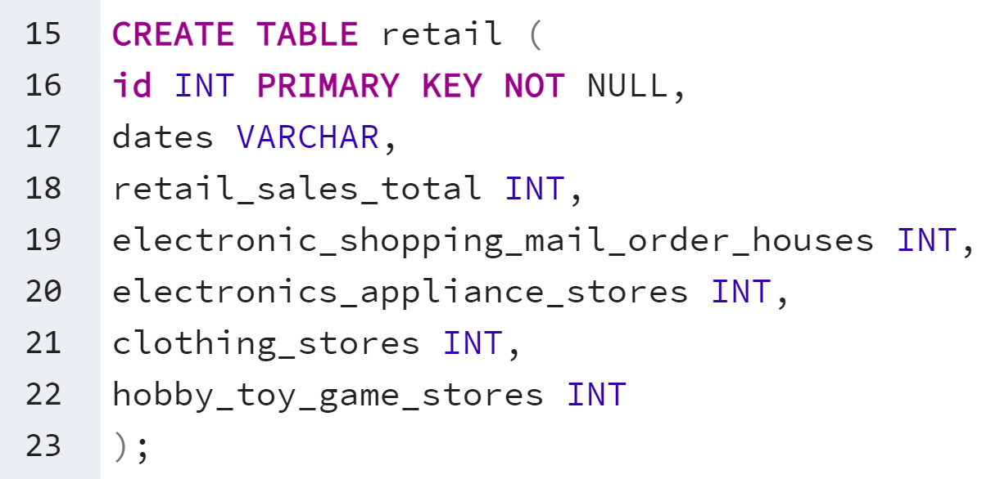 15 CREATE TABLE retail (
16 id INT PRIMARY KEY NOT NULL,
17 dates VARCHAR,
18 retail_sales_total INT,
19 electronic_shopping_mail_order_houses INT,
20 electronics_appliance_stores INT,
21 clothing_stores INT,
22 hobby_toy_game_stores INT
23 );